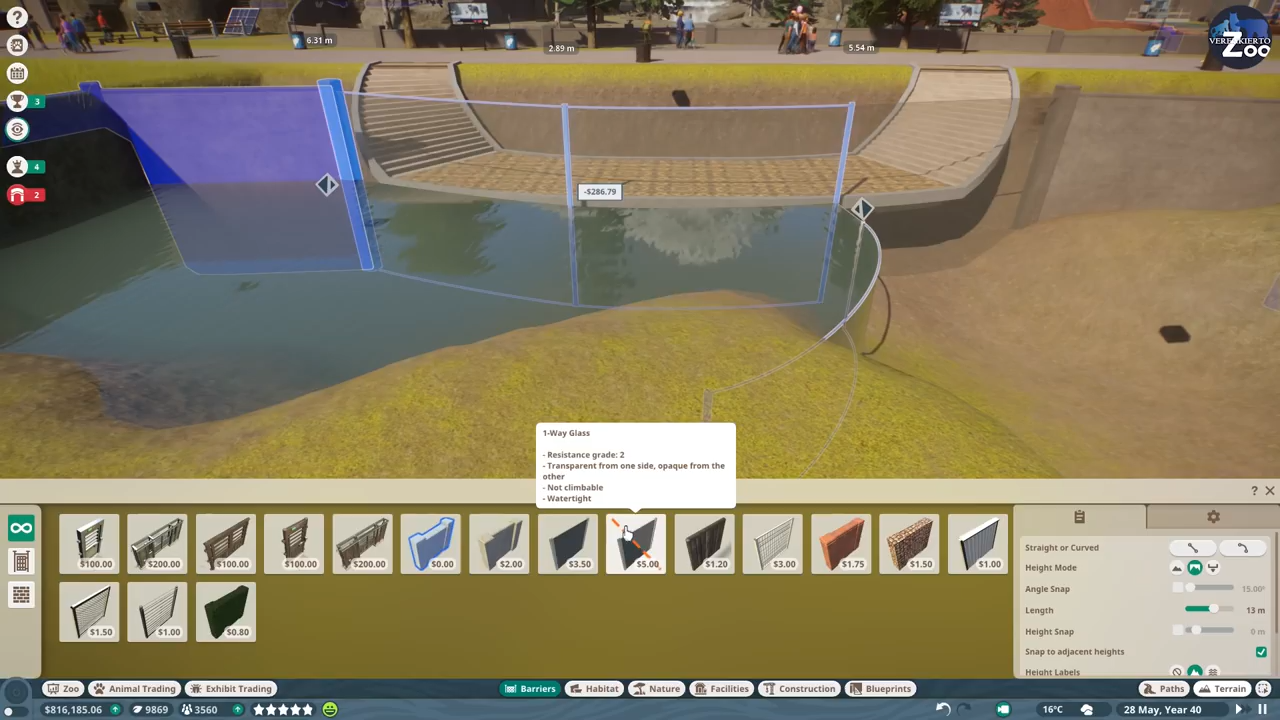 ?
VEREKKIERTO
Zoo
6.31 m
2.89 m
5.54 m
3
4
2
-$286.79
1-Way Glass
- Resistance grade: 2
- Transparent from one side, opaque from the
other
- Not climbable
- Watertight
?
$100.00
$200.00
$100.00
$100.00
$200.00
$0.00
$2.00
$3.50
$5.00
$1.20
$3.00
$1.75
$1.50
$1.00
$1.50
$1.00
$0.80
Straight or Curved
Height Mode
Angle Snap
15.00°
Length
13 m
Height Snap
0 m
Snap to adjacent heights
Height Labels
Zoo
Animal Trading
Exhibit Trading
Barriers
Habitat
Nature
Facilities
Construction
Blueprints
Paths
Terrain
$816,185.06
9869
3560
16°C
28 May, Year 40